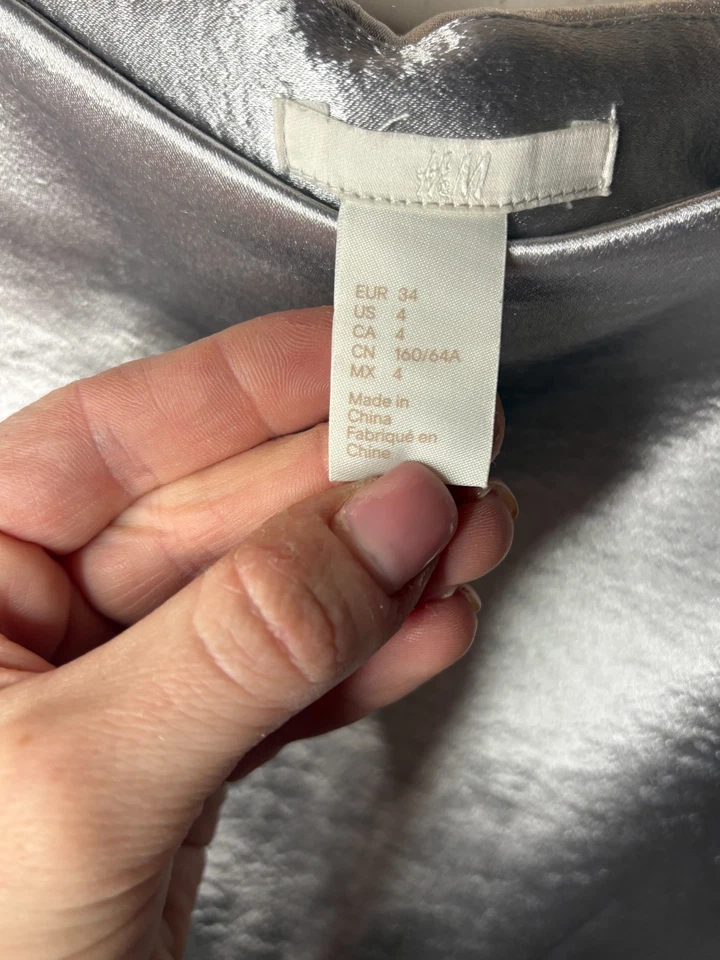 H&M
EUR 34
US 4
CA 4
CN 160/64A
MX 4
Made in
China
Fabriqué en
Chine